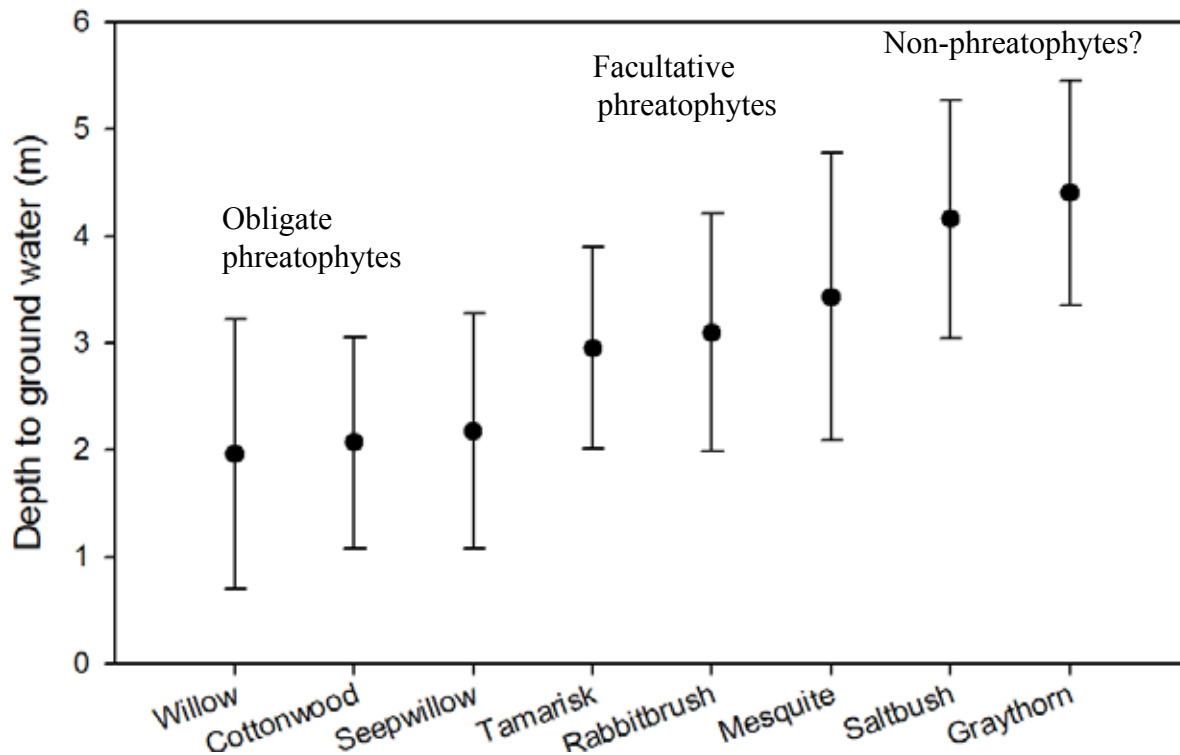 Depth to ground water (m)
6
5
4
3
2
1
0
Non-phreatophytes?
Facultative
phreatophytes
Obligate
phreatophytes
Willow
Cottonwood
Seepwillow
Tamarisk
Rabbitbrush
Mesquite
Saltbush
Graythorn